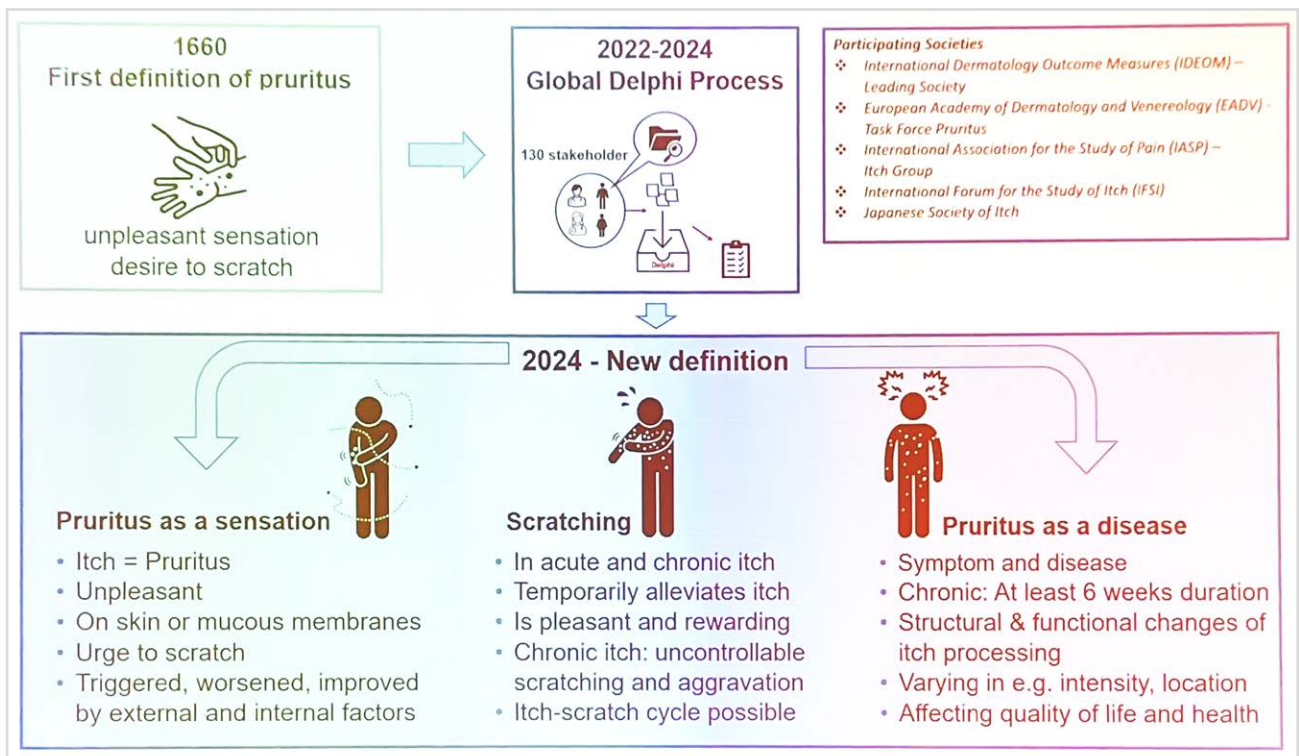 1660
First definition of pruritus
unpleasant sensation
desire to scratch
2022-2024
Global Delphi Process
130 stakeholder
Delphi
Participating Societies
❖ International Dermatology Outcome Measures (IDEOM) –
Leading Society
❖ European Academy of Dermatology and Venereology (EADV) -
Task Force Pruritus
❖ International Association for the Study of Pain (IASP) –
Itch Group
❖ International Forum for the Study of Itch (IFSI)
❖ Japanese Society of Itch
2024 - New definition
Pruritus as a sensation
• Itch = Pruritus
• Unpleasant
• On skin or mucous membranes
• Urge to scratch
• Triggered, worsened, improved
by external and internal factors
Scratching
• In acute and chronic itch
• Temporarily alleviates itch
• Is pleasant and rewarding
• Chronic itch: uncontrollable
scratching and aggravation
• Itch-scratch cycle possible
Pruritus as a disease
• Symptom and disease
• Chronic: At least 6 weeks duration
• Structural & functional changes of
itch processing
• Varying in e.g. intensity, location
• Affecting quality of life and health